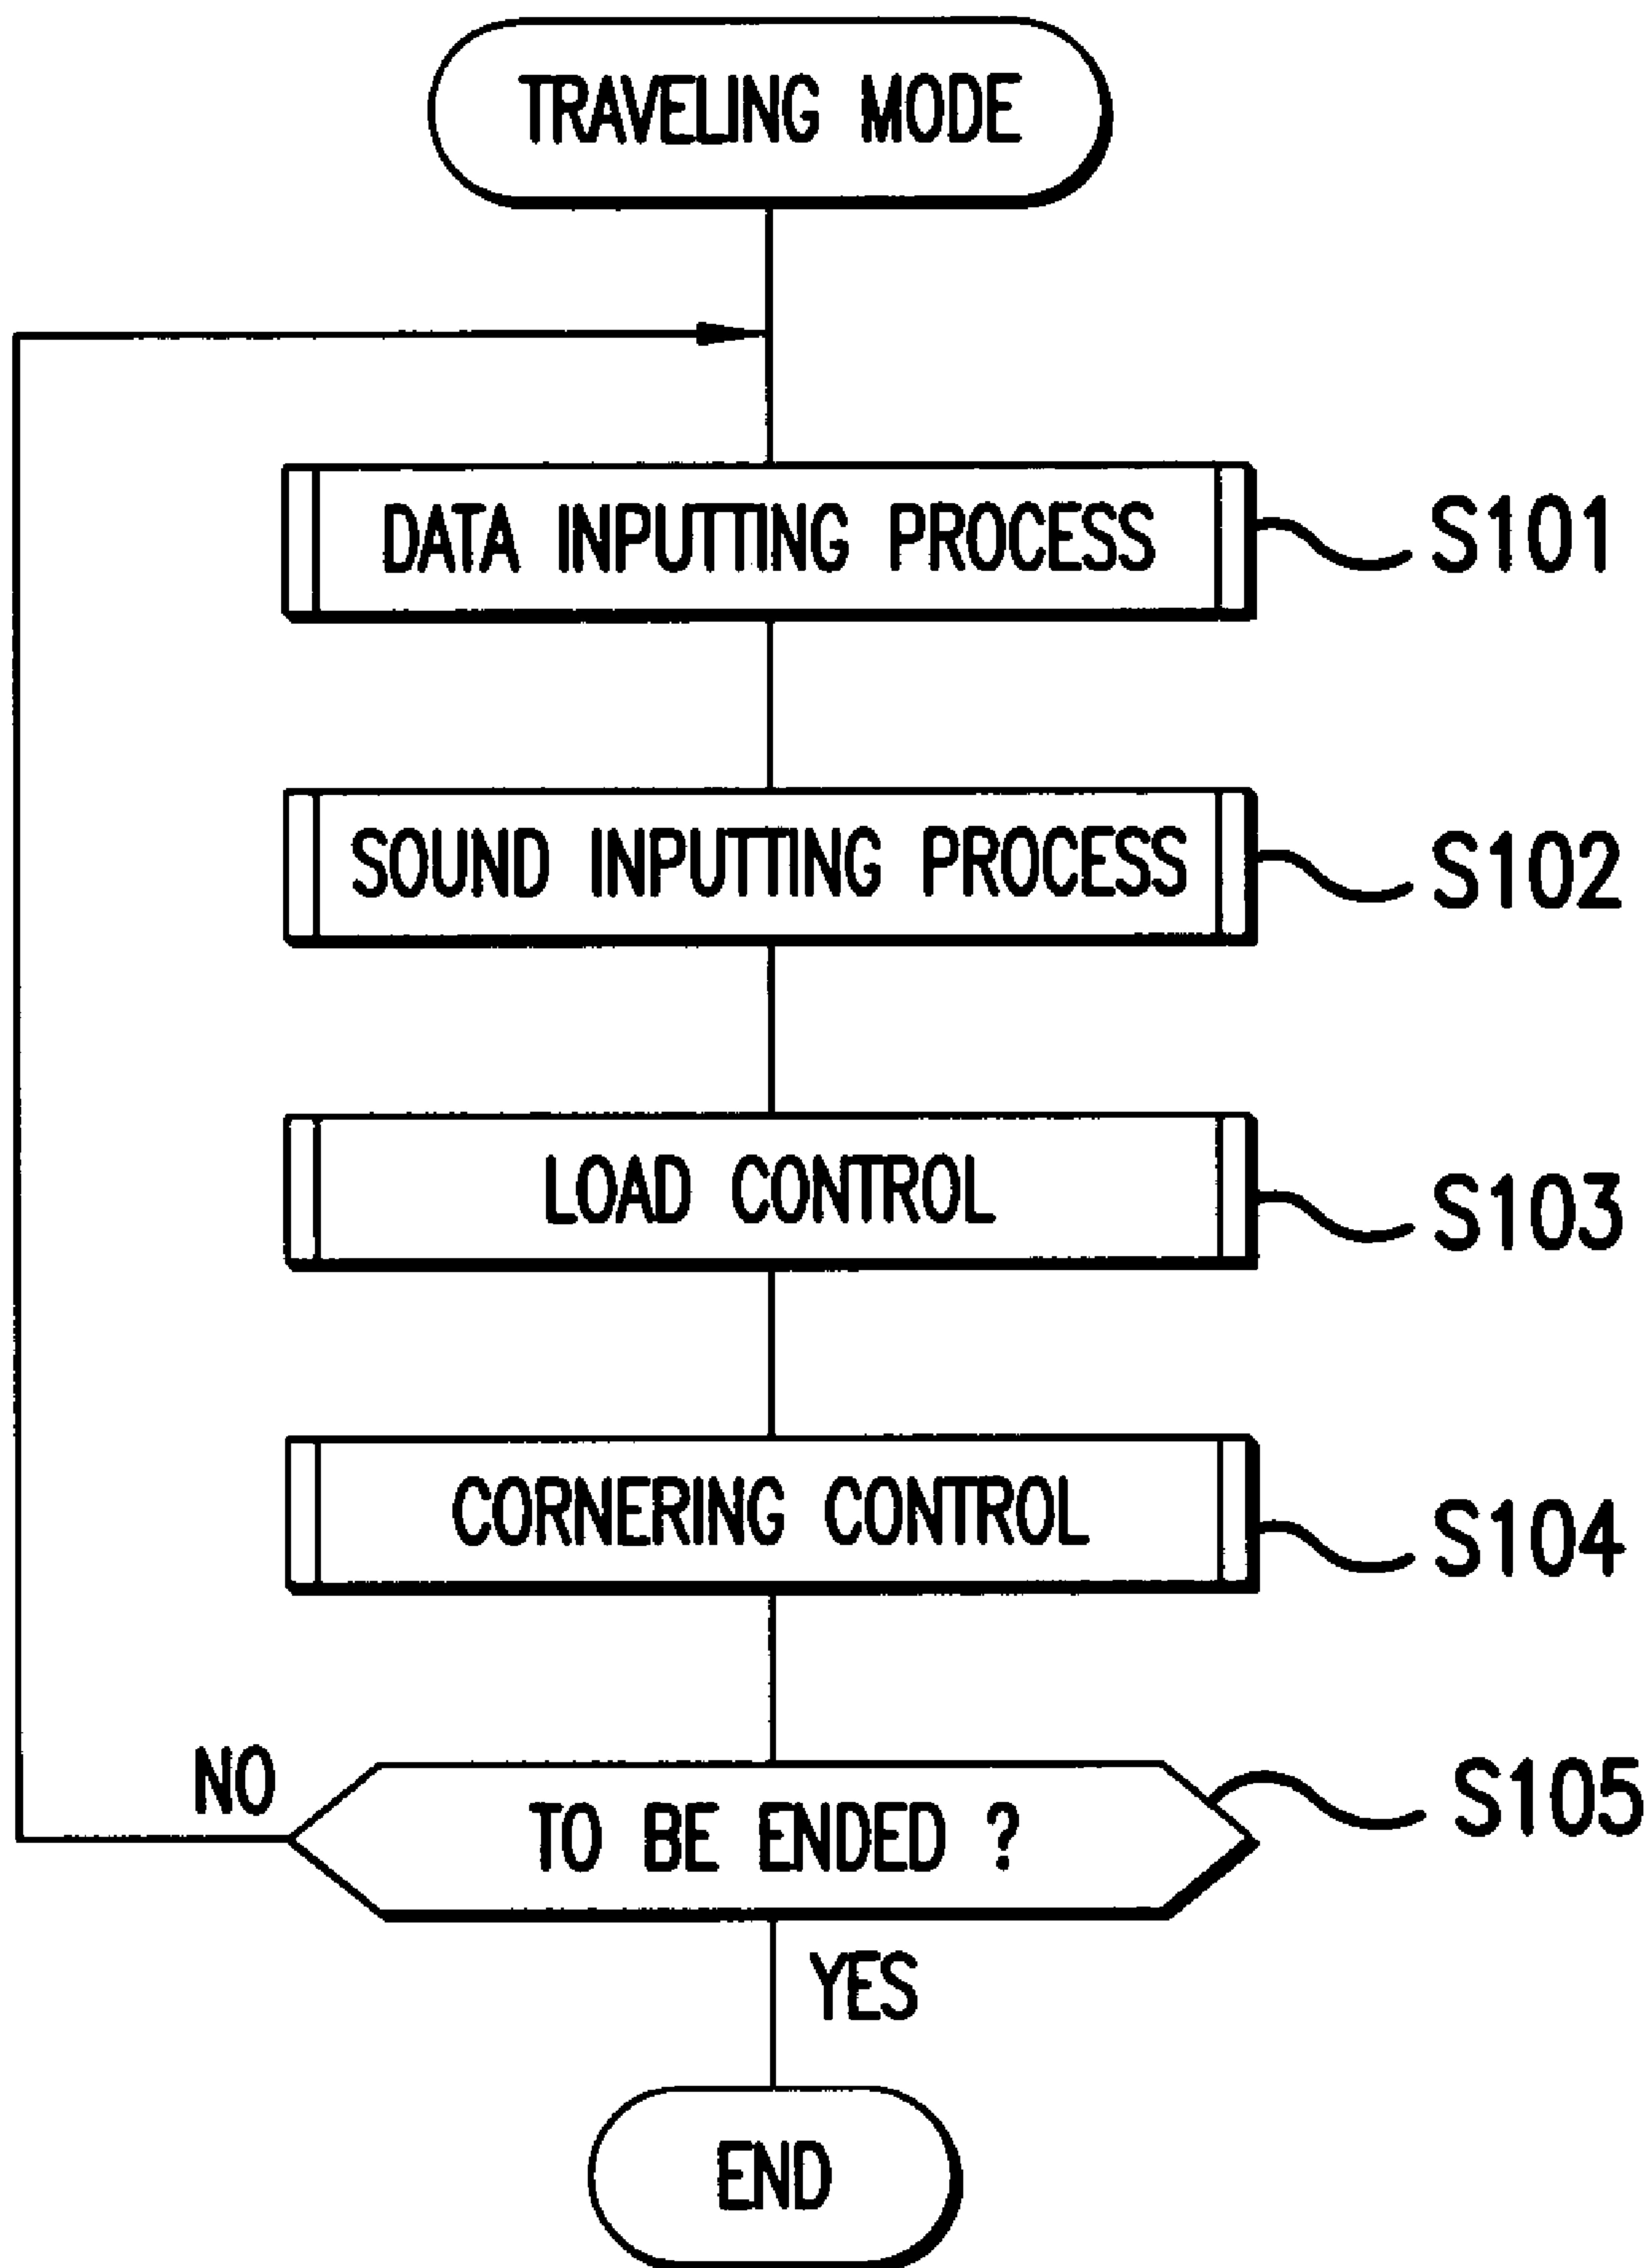 TRAVELING MODE
DATA INPUTTING PROCESS
S101
SOUND INPUTTING PROCESS
S102
LOAD CONTROL
S103
CORNERING CONTROL
S104
NO
TO BE ENDED ?
S105
YES
END